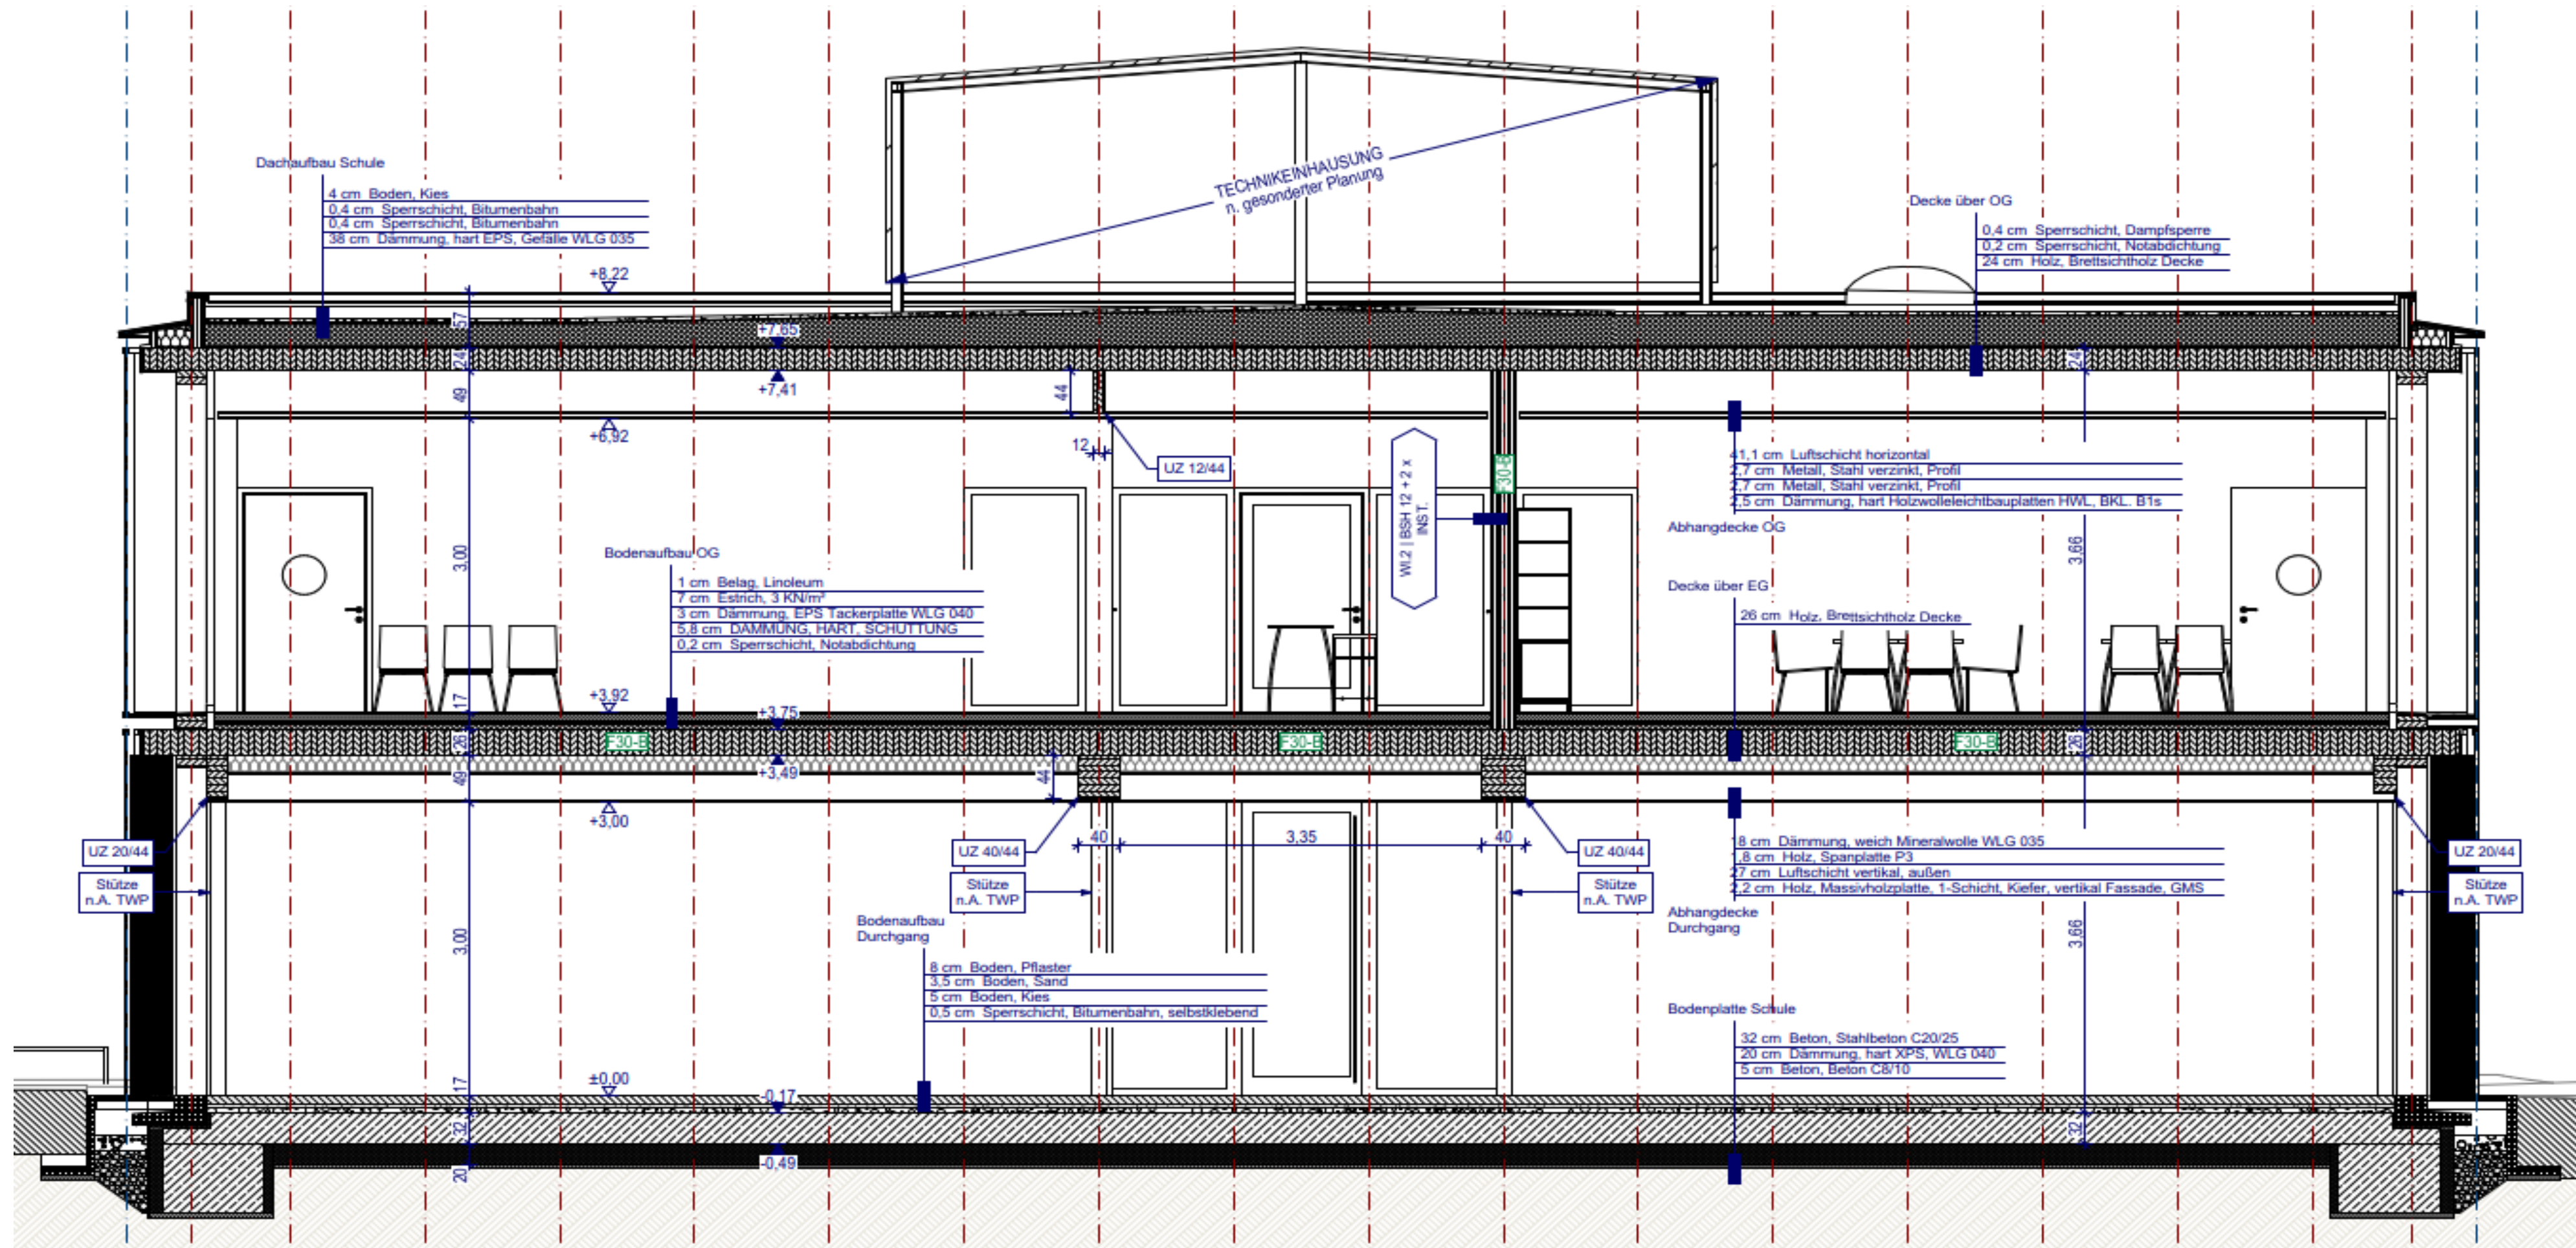 TECHNIKEINHAUSUNG
n. gesonderter Planung
Dachaufbau Schule
4 cm Boden, Kies
0,4 cm Sperrschicht, Bitumenbahn
0,4 cm Sperrschicht, Bitumenbahn
38 cm Dämmung, hart EPS, Gefälle WLG 035
Decke über OG
0,4 cm Sperrschicht, Dampfsperre
0,2 cm Sperrschicht, Notabdichtung
24 cm Holz, Brettsichtholz Decke
+8,22
57
+7,65
24
24
+7,41
49
44
+6,92
12
UZ 12/44
WI.2 | BSH 12 + 2 x
INST.
F30-B
41,1 cm Luftschicht horizontal
2,7 cm Metall, Stahl verzinkt, Profil
2,7 cm Metall, Stahl verzinkt, Profil
2,5 cm Dämmung, hart Holzwolleleichtbauplatten HWL, BKL. B1s
Abhangdecke OG
3,00
3,66
Bodenaufbau OG
1 cm Belag, Linoleum
7 cm Estrich, 3 KN/m²
3 cm Dämmung, EPS Tackerplatte WLG 040
5,8 cm DÄMMUNG, HART, SCHÜTTUNG
0,2 cm Sperrschicht, Notabdichtung
Decke über EG
26 cm Holz, Brettsichtholz Decke
17
+3,92
+3,75
26
F30-B
F30-B
F30-B
26
49
+3,49
44
+3,00
40
3,35
40
UZ 20/44
UZ 40/44
UZ 40/44
UZ 20/44
Stütze
n.A. TWP
Stütze
n.A. TWP
Stütze
n.A. TWP
Stütze
n.A. TWP
8 cm Dämmung, weich Mineralwolle WLG 035
,8 cm Holz, Spanplatte P3
27 cm Luftschicht vertikal, außen
2,2 cm Holz, Massivholzplatte, 1-Schicht, Kiefer, vertikal Fassade, GMS
Abhangdecke
Durchgang
3,00
3,66
Bodenaufbau
Durchgang
8 cm Boden, Pflaster
3,5 cm Boden, Sand
5 cm Boden, Kies
0,5 cm Sperrschicht, Bitumenbahn, selbstklebend
Bodenplatte Schule
32 cm Beton, Stahlbeton C20/25
20 cm Dämmung, hart XPS, WLG 040
5 cm Beton, Beton C8/10
17
±0,00
-0,17
32
32
20
-0,49